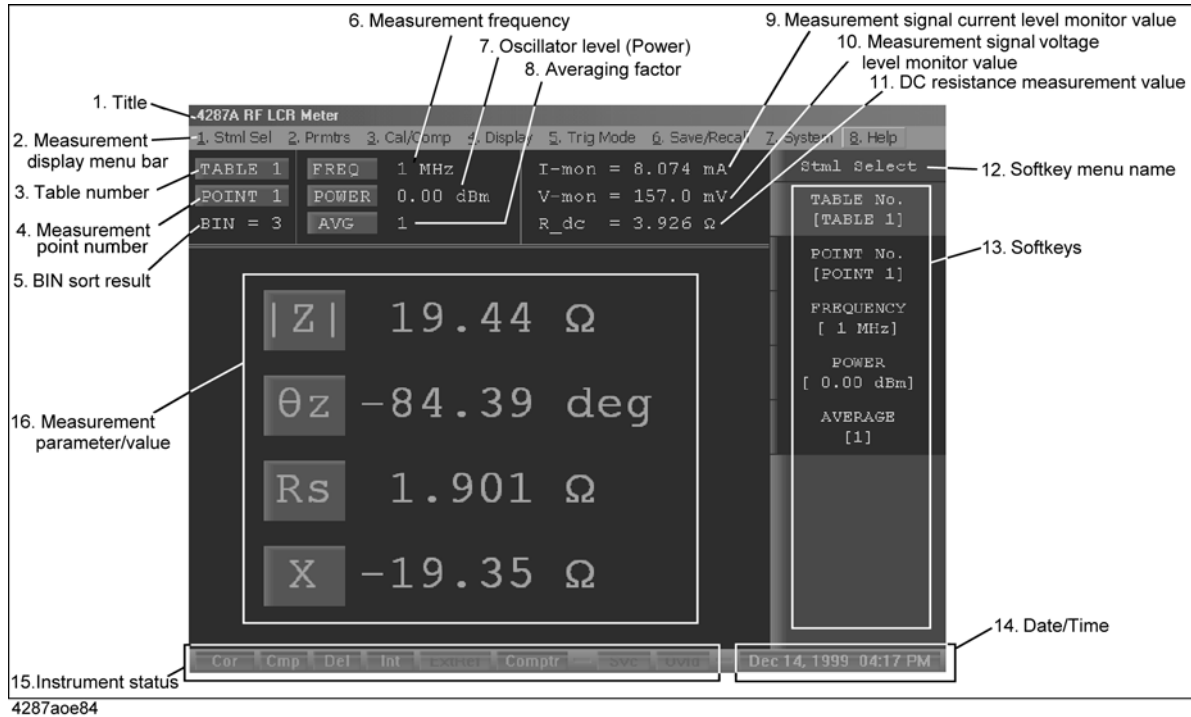 6. Measurement frequency
7. Oscillator level (Power)
8. Averaging factor
9. Measurement signal current level monitor value
10. Measurement signal voltage
level monitor value
11. DC resistance measurement value
1. Title
2. Measurement
display menu bar
3. Table number
4. Measurement
point number
5. BIN sort result
4287A RF LCR Meter
1. Stml Sel 2. Prmtrs 3. Cal/Comp 4. Display 5. Trig Mode 6. Save/Recall 7. System 8. Help
TABLE 1 FREQ 1 MHz I-mon = 8.074 mA
POINT 1 POWER 0.00 dBm V-mon = 157.0 mV
BIN = 3 AVG 1 R_dc = 3.926 Ω
Stml Select
TABLE No.
[TABLE 1]
POINT No.
[POINT 1]
FREQUENCY
[ 1 MHz]
POWER
[ 0.00 dBm]
AVERAGE
[1]
12. Softkey menu name
13. Softkeys
|Z| 19.44 Ω
θz -84.39 deg
Rs 1.901 Ω
X -19.35 Ω
16. Measurement
parameter/value
14. Date/Time
Cor Cmp Del Int ExtRef Comptr --- Svc Ovld Dec 14, 1999 04:17 PM
15.Instrument status
4287aoe84